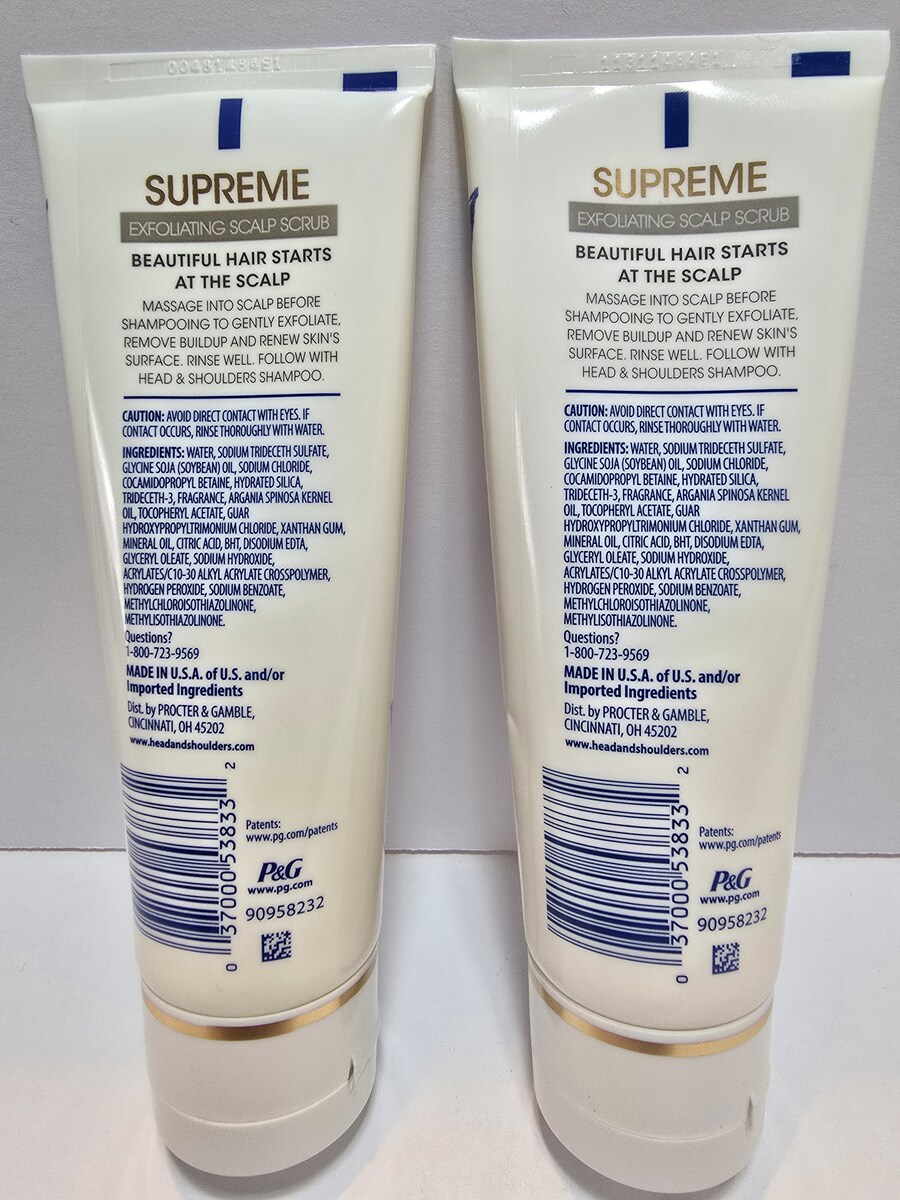 0048148451
SUPREME
EXFOLIATING SCALP SCRUB
BEAUTIFUL HAIR STARTS
AT THE SCALP
MASSAGE INTO SCALP BEFORE
SHAMPOOING TO GENTLY EXFOLIATE,
REMOVE BUILDUP AND RENEW SKIN'S
SURFACE. RINSE WELL. FOLLOW WITH
HEAD & SHOULDERS SHAMPOO.
CAUTION: AVOID DIRECT CONTACT WITH EYES. IF
CONTACT OCCURS, RINSE THOROUGHLY WITH WATER.
INGREDIENTS: WATER, SODIUM TRIDECETH SULFATE,
GLYCINE SOJA (SOYBEAN) OIL, SODIUM CHLORIDE,
COCAMIDOPROPYL BETAINE, HYDRATED SILICA,
TRIDECETH-3, FRAGRANCE, ARGANIA SPINOSA KERNEL
OIL, TOCOPHERYL ACETATE, GUAR
HYDROXYPROPYLTRIMONIUM CHLORIDE, XANTHAN GUM,
MINERAL OIL, CITRIC ACID, BHT, DISODIUM EDTA,
GLYCERYL OLEATE, SODIUM HYDROXIDE,
ACRYLATES/C10-30 ALKYL ACRYLATE CROSSPOLYMER,
HYDROGEN PEROXIDE, SODIUM BENZOATE,
METHYLCHLOROISOTHIAZOLINONE,
METHYLISOTHIAZOLINONE.
Questions?
1-800-723-9569
MADE IN U.S.A. of U.S. and/or
Imported Ingredients
Dist. by PROCTER & GAMBLE,
CINCINNATI, OH 45202
www.headandshoulders.com
0 37000 53833 2
Patents:
www.pg.com/patents
P&G
www.pg.com
90958232
SUPREME
EXFOLIATING SCALP SCRUB
BEAUTIFUL HAIR STARTS
AT THE SCALP
MASSAGE INTO SCALP BEFORE
SHAMPOOING TO GENTLY EXFOLIATE,
REMOVE BUILDUP AND RENEW SKIN'S
SURFACE. RINSE WELL. FOLLOW WITH
HEAD & SHOULDERS SHAMPOO.
CAUTION: AVOID DIRECT CONTACT WITH EYES. IF
CONTACT OCCURS, RINSE THOROUGHLY WITH WATER.
INGREDIENTS: WATER, SODIUM TRIDECETH SULFATE,
GLYCINE SOJA (SOYBEAN) OIL, SODIUM CHLORIDE,
COCAMIDOPROPYL BETAINE, HYDRATED SILICA,
TRIDECETH-3, FRAGRANCE, ARGANIA SPINOSA KERNEL
OIL, TOCOPHERYL ACETATE, GUAR
HYDROXYPROPYLTRIMONIUM CHLORIDE, XANTHAN GUM,
MINERAL OIL, CITRIC ACID, BHT, DISODIUM EDTA,
GLYCERYL OLEATE, SODIUM HYDROXIDE,
ACRYLATES/C10-30 ALKYL ACRYLATE CROSSPOLYMER,
HYDROGEN PEROXIDE, SODIUM BENZOATE,
METHYLCHLOROISOTHIAZOLINONE,
METHYLISOTHIAZOLINONE.
Questions?
1-800-723-9569
MADE IN U.S.A. of U.S. and/or
Imported Ingredients
Dist. by PROCTER & GAMBLE,
CINCINNATI, OH 45202
www.headandshoulders.com
0 37000 53833 2
Patents:
www.pg.com/patents
P&G
www.pg.com
90958232